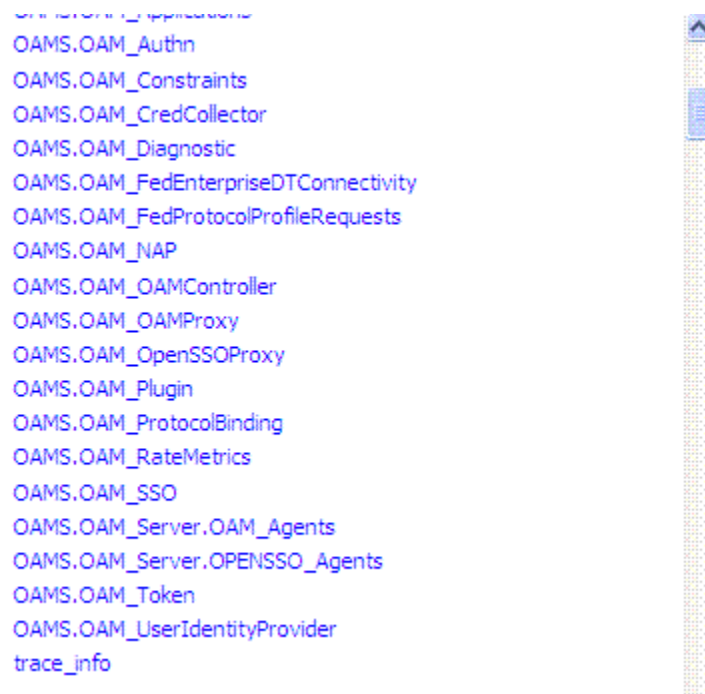 OAMS.OAM_Applications
OAMS.OAM_Authn
OAMS.OAM_Constraints
OAMS.OAM_CredCollector
OAMS.OAM_Diagnostic
OAMS.OAM_FedEnterpriseDTConnectivity
OAMS.OAM_FedProtocolProfileRequests
OAMS.OAM_NAP
OAMS.OAM_OAMController
OAMS.OAM_OAMProxy
OAMS.OAM_OpenSSOProxy
OAMS.OAM_Plugin
OAMS.OAM_ProtocolBinding
OAMS.OAM_RateMetrics
OAMS.OAM_SSO
OAMS.OAM_Server.OAM_Agents
OAMS.OAM_Server.OPENSSO_Agents
OAMS.OAM_Token
OAMS.OAM_UserIdentityProvider
trace_info